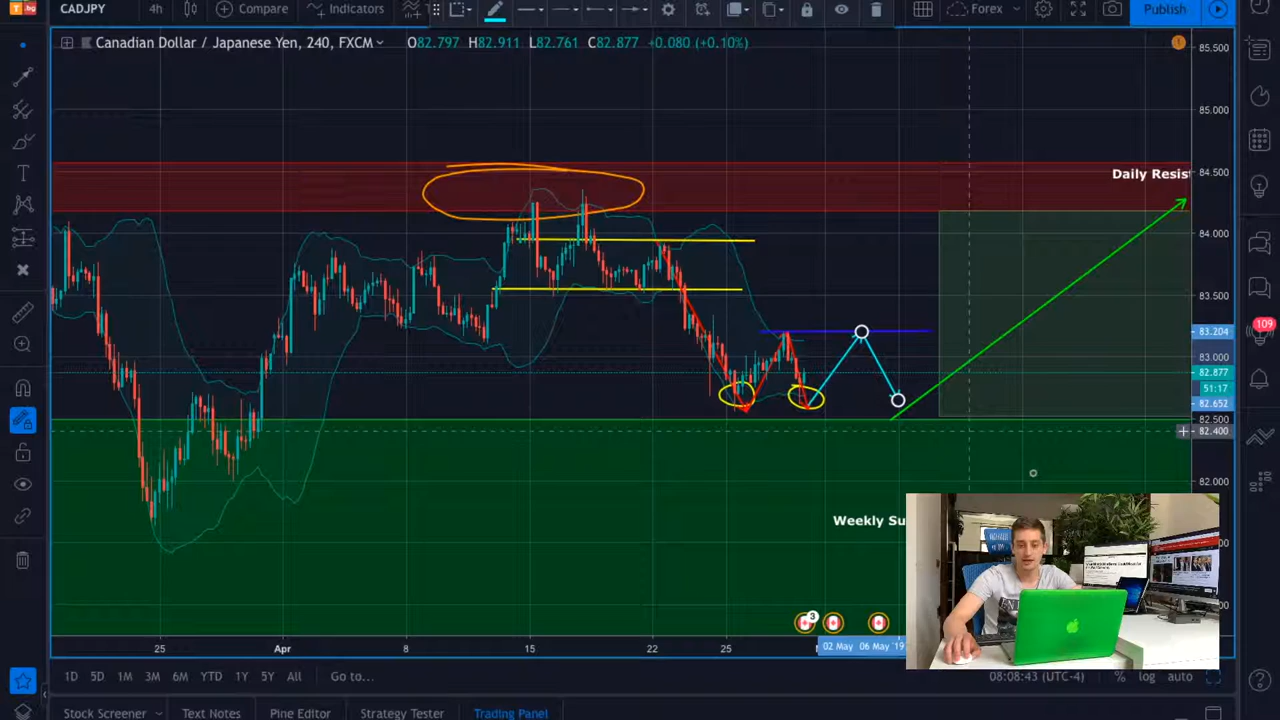 CADJPY 4h Compare Indicators Forex Publish
Canadian Dollar / Japanese Yen, 240, FXCM O82.797 H82.911 L82.761 C82.877 +0.080 (+0.10%)
85.500
85.000
84.500
Daily Resis
84.000
83.500
83.204
83.000
82.877
51:17
82.652
82.500
82.400
82.000
Weekly Su
3
109
25 Apr 8 15 22 25 02 May 06 May '19
1D 5D 1M 3M 6M YTD 1Y 5Y All Go to... 08:08:43 (UTC-4) % log auto
Stock Screener Text Notes Pine Editor Strategy Tester Trading Panel